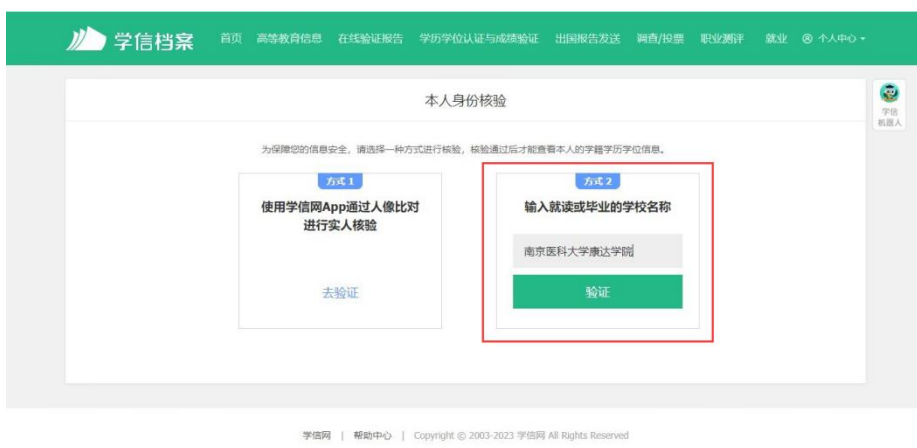 学信档案 首页 高等教育信息 在线验证报告 学历学位认证与成绩验证 出国报告发送 调查/投票 职业测评 就业 个人中心
学信
机器人
本人身份核验
为保障您的信息安全，请选择一种方式进行核验，核验通过后才能查看本人的学籍学历学位信息。
方式 1
使用学信网App通过人像比对
进行实人核验
去验证
方式 2
输入就读或毕业的学校名称
南京医科大学康达学院
验证
学信网 | 帮助中心 | Copyright © 2003-2023 学信网 All Rights Reserved